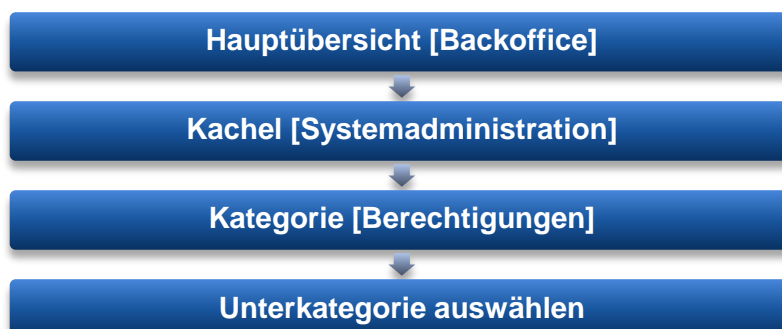 Hauptübersicht [Backoffice]
Kachel [Systemadministration]
Kategorie [Berechtigungen]
Unterkategorie auswählen